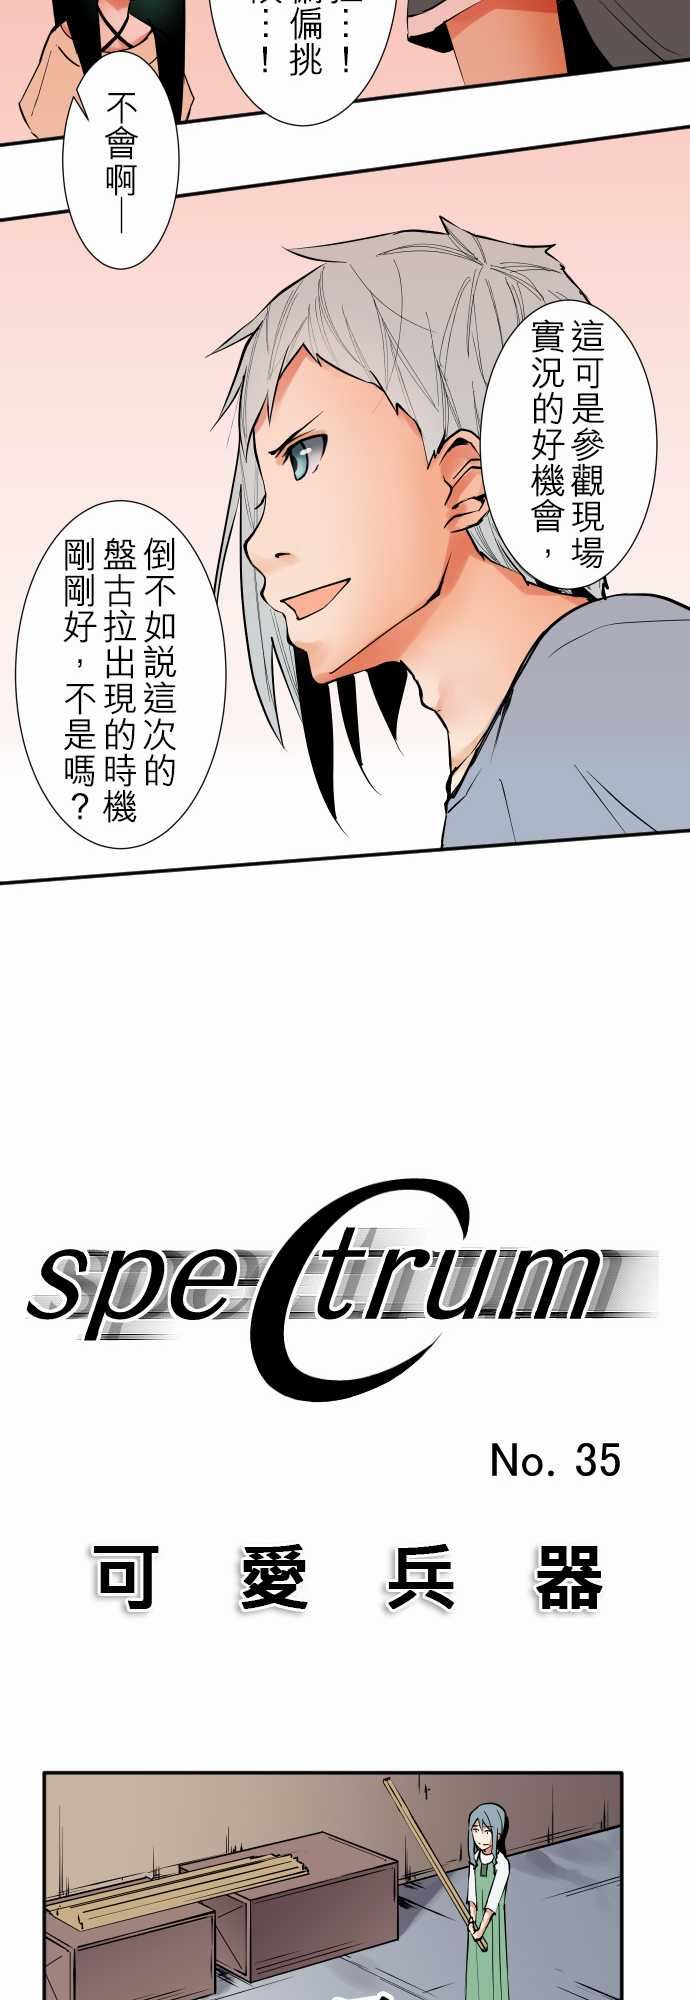 ⋯！
偏偏挑
⋯！
不會啊—
這可是參觀現場
實況的好機會，
倒不如說這次的
盤古拉出現的時機
剛剛好，不是嗎？
speCtrum
No. 35
可愛兵器